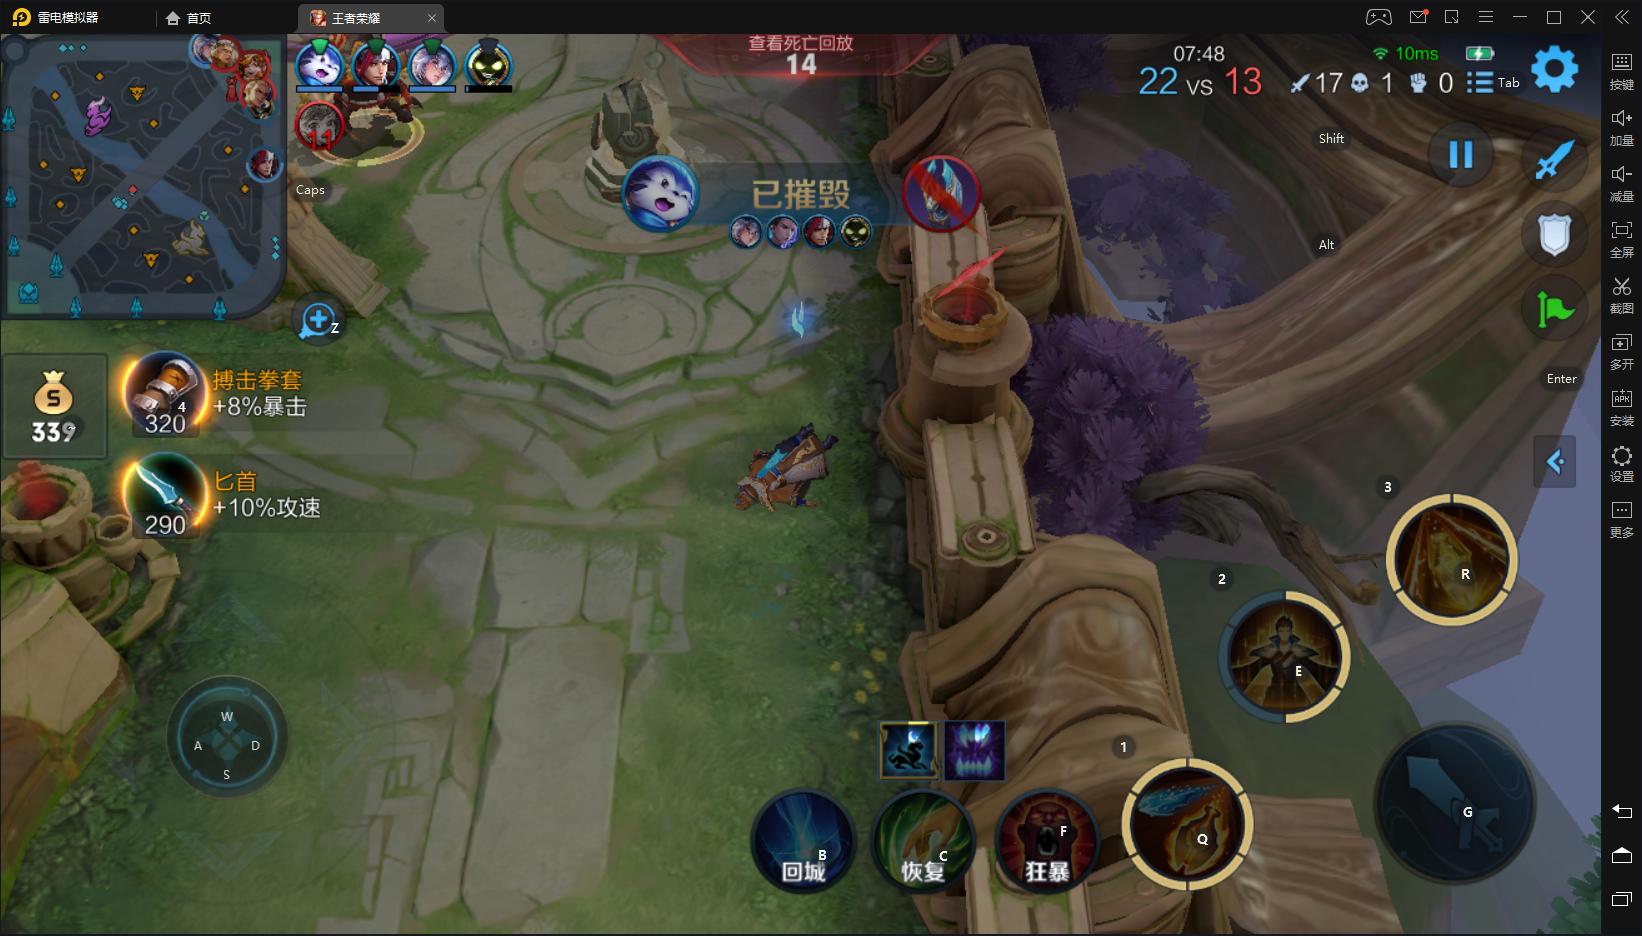 雷电模拟器
首页
王者荣耀
查看死亡回放
14
07:48
10ms
22 vs 13
17
1
0
Tab
11
Caps
Shift
Alt
Enter
已摧毁
Z
S
339
搏击拳套
+8%暴击
4
320
匕首
+10%攻速
290
W
A
D
S
3
R
2
E
1
Q
G
B
回城
C
恢复
F
狂暴
按键
加量
减量
全屏
截图
多开
APK
安装
设置
更多